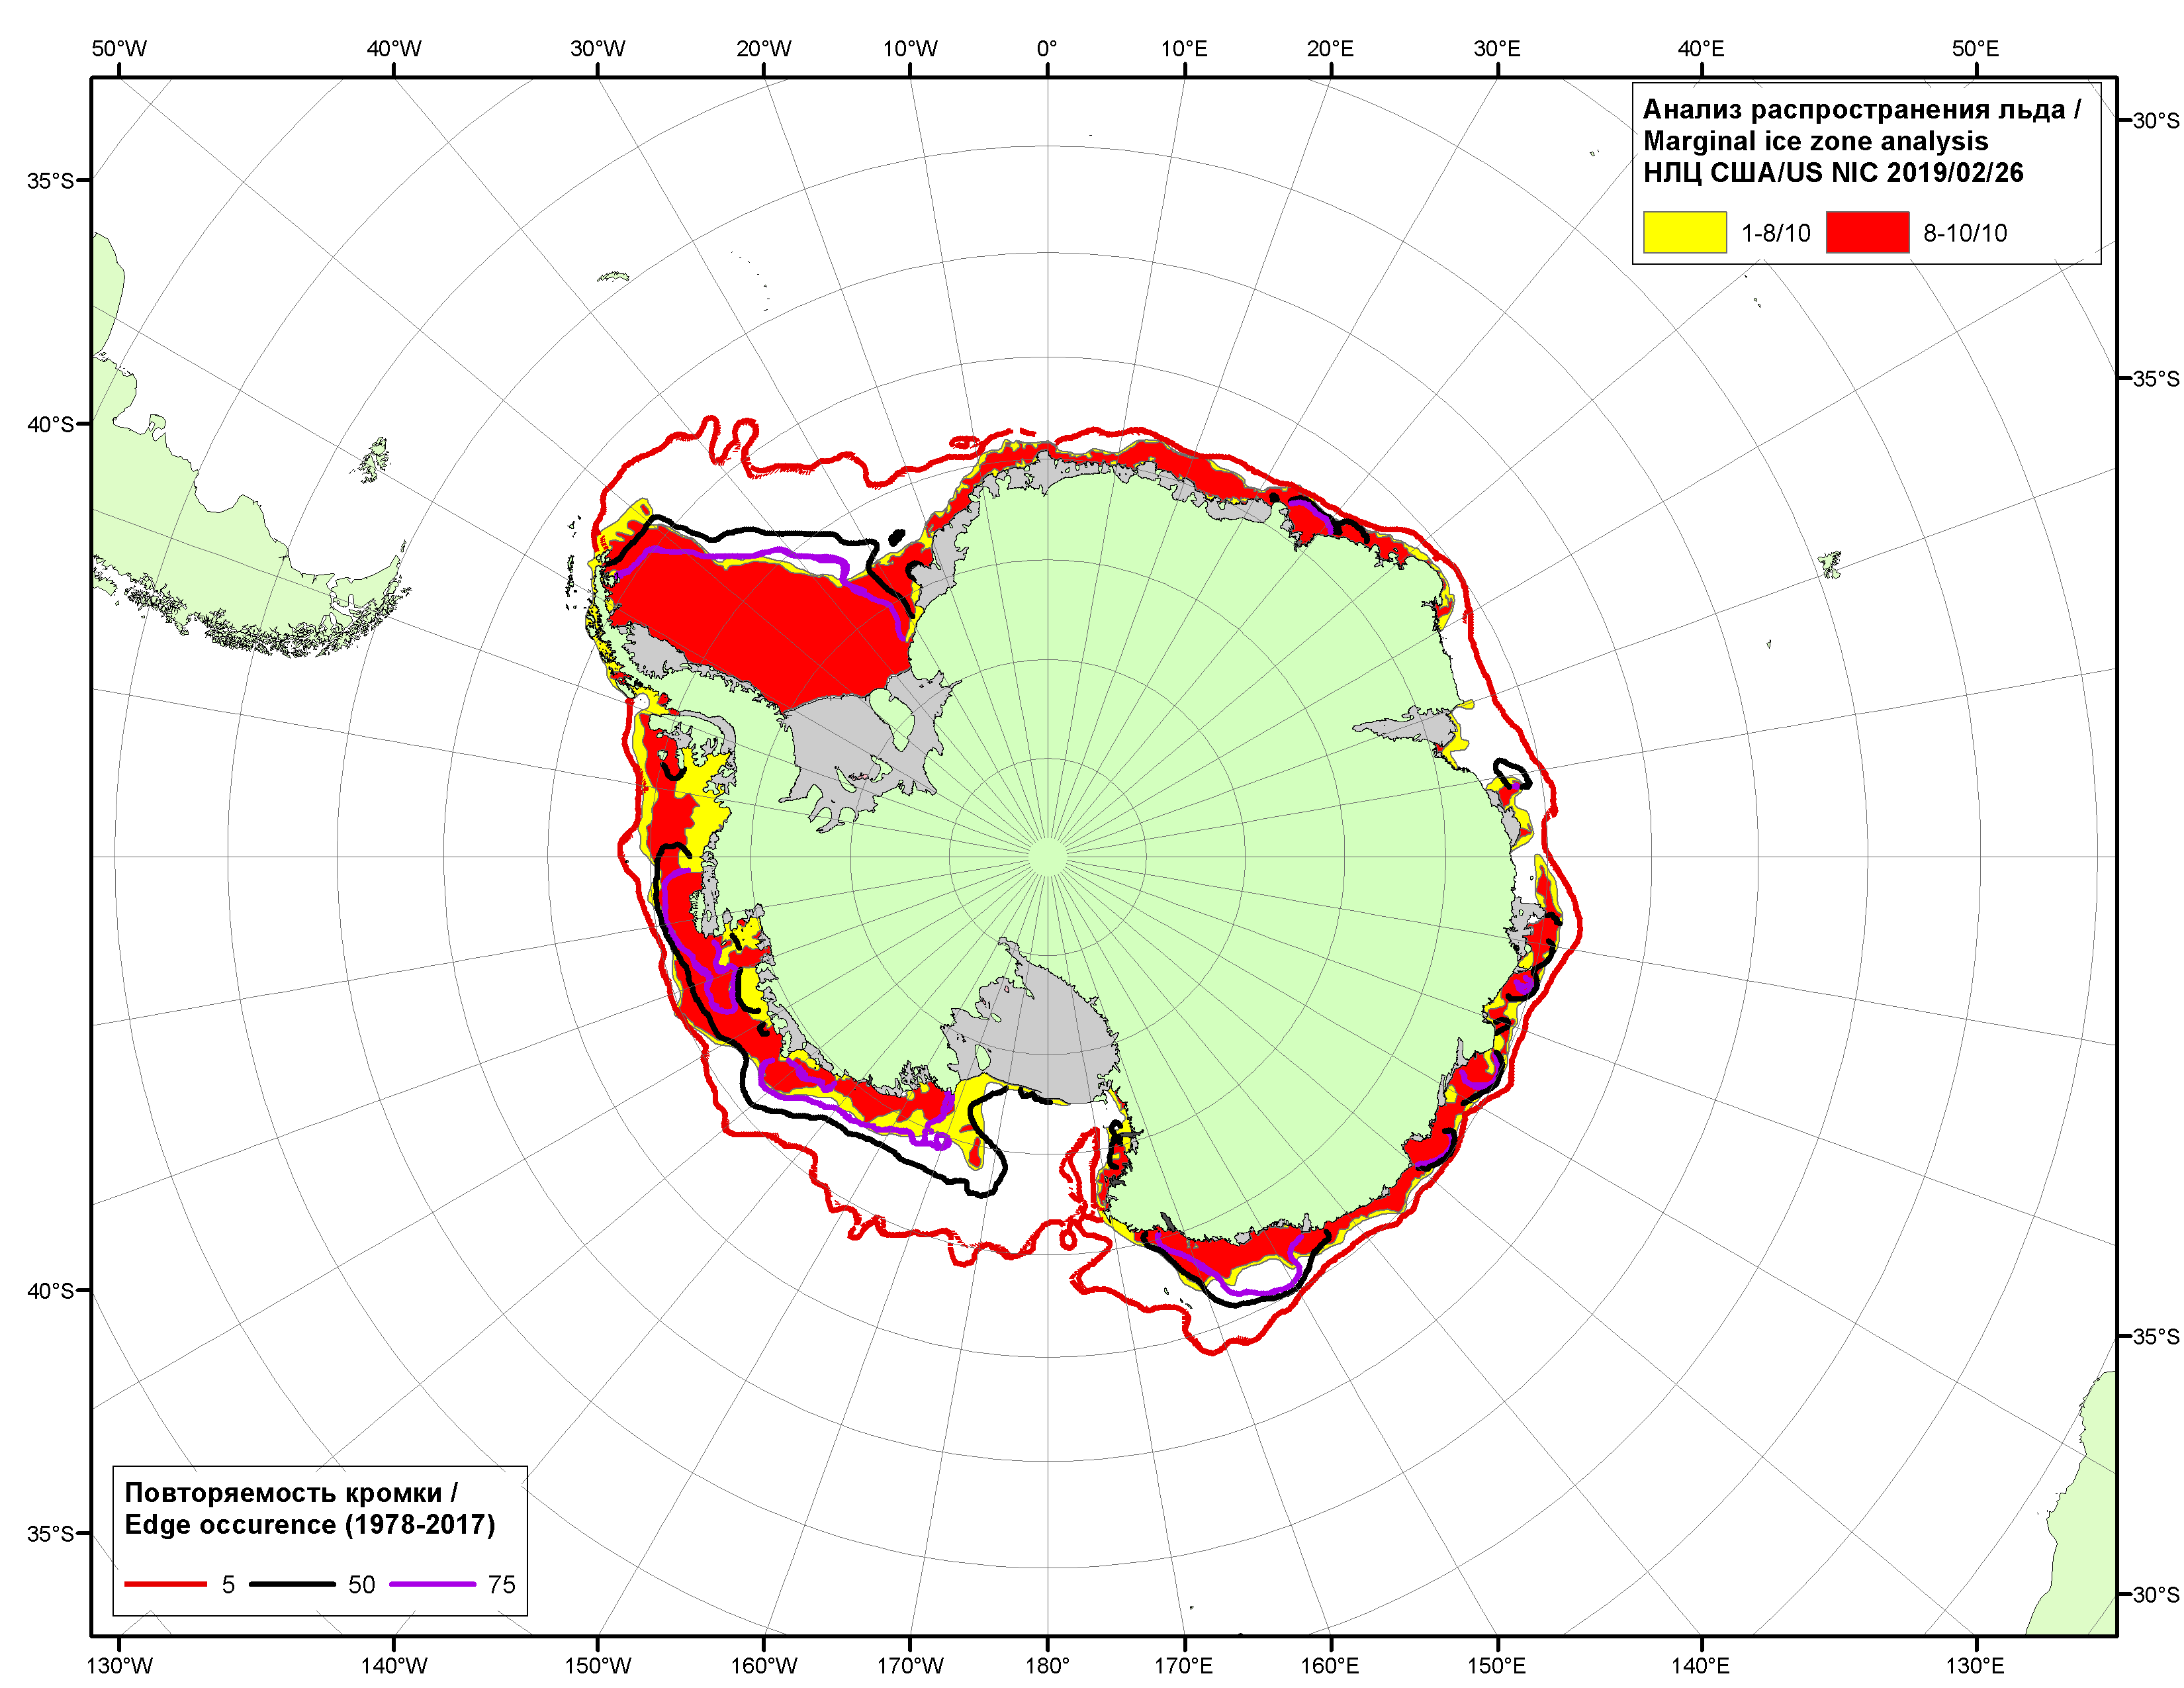 50°W 40°W 30°W 20°W 10°W 0° 10°E 20°E 30°E 40°E 50°E
Анализ распространения льда /
Marginal ice zone analysis
НЛЦ США/US NIC 2019/02/26
1-8/10 8-10/10
30°S
35°S
35°S
40°S
40°S
35°S
35°S
30°S
Повторяемость кромки /
Edge occurence (1978-2017)
5 50 75
130°W 140°W 150°W 160°W 170°W 180° 170°E 160°E 150°E 140°E 130°E